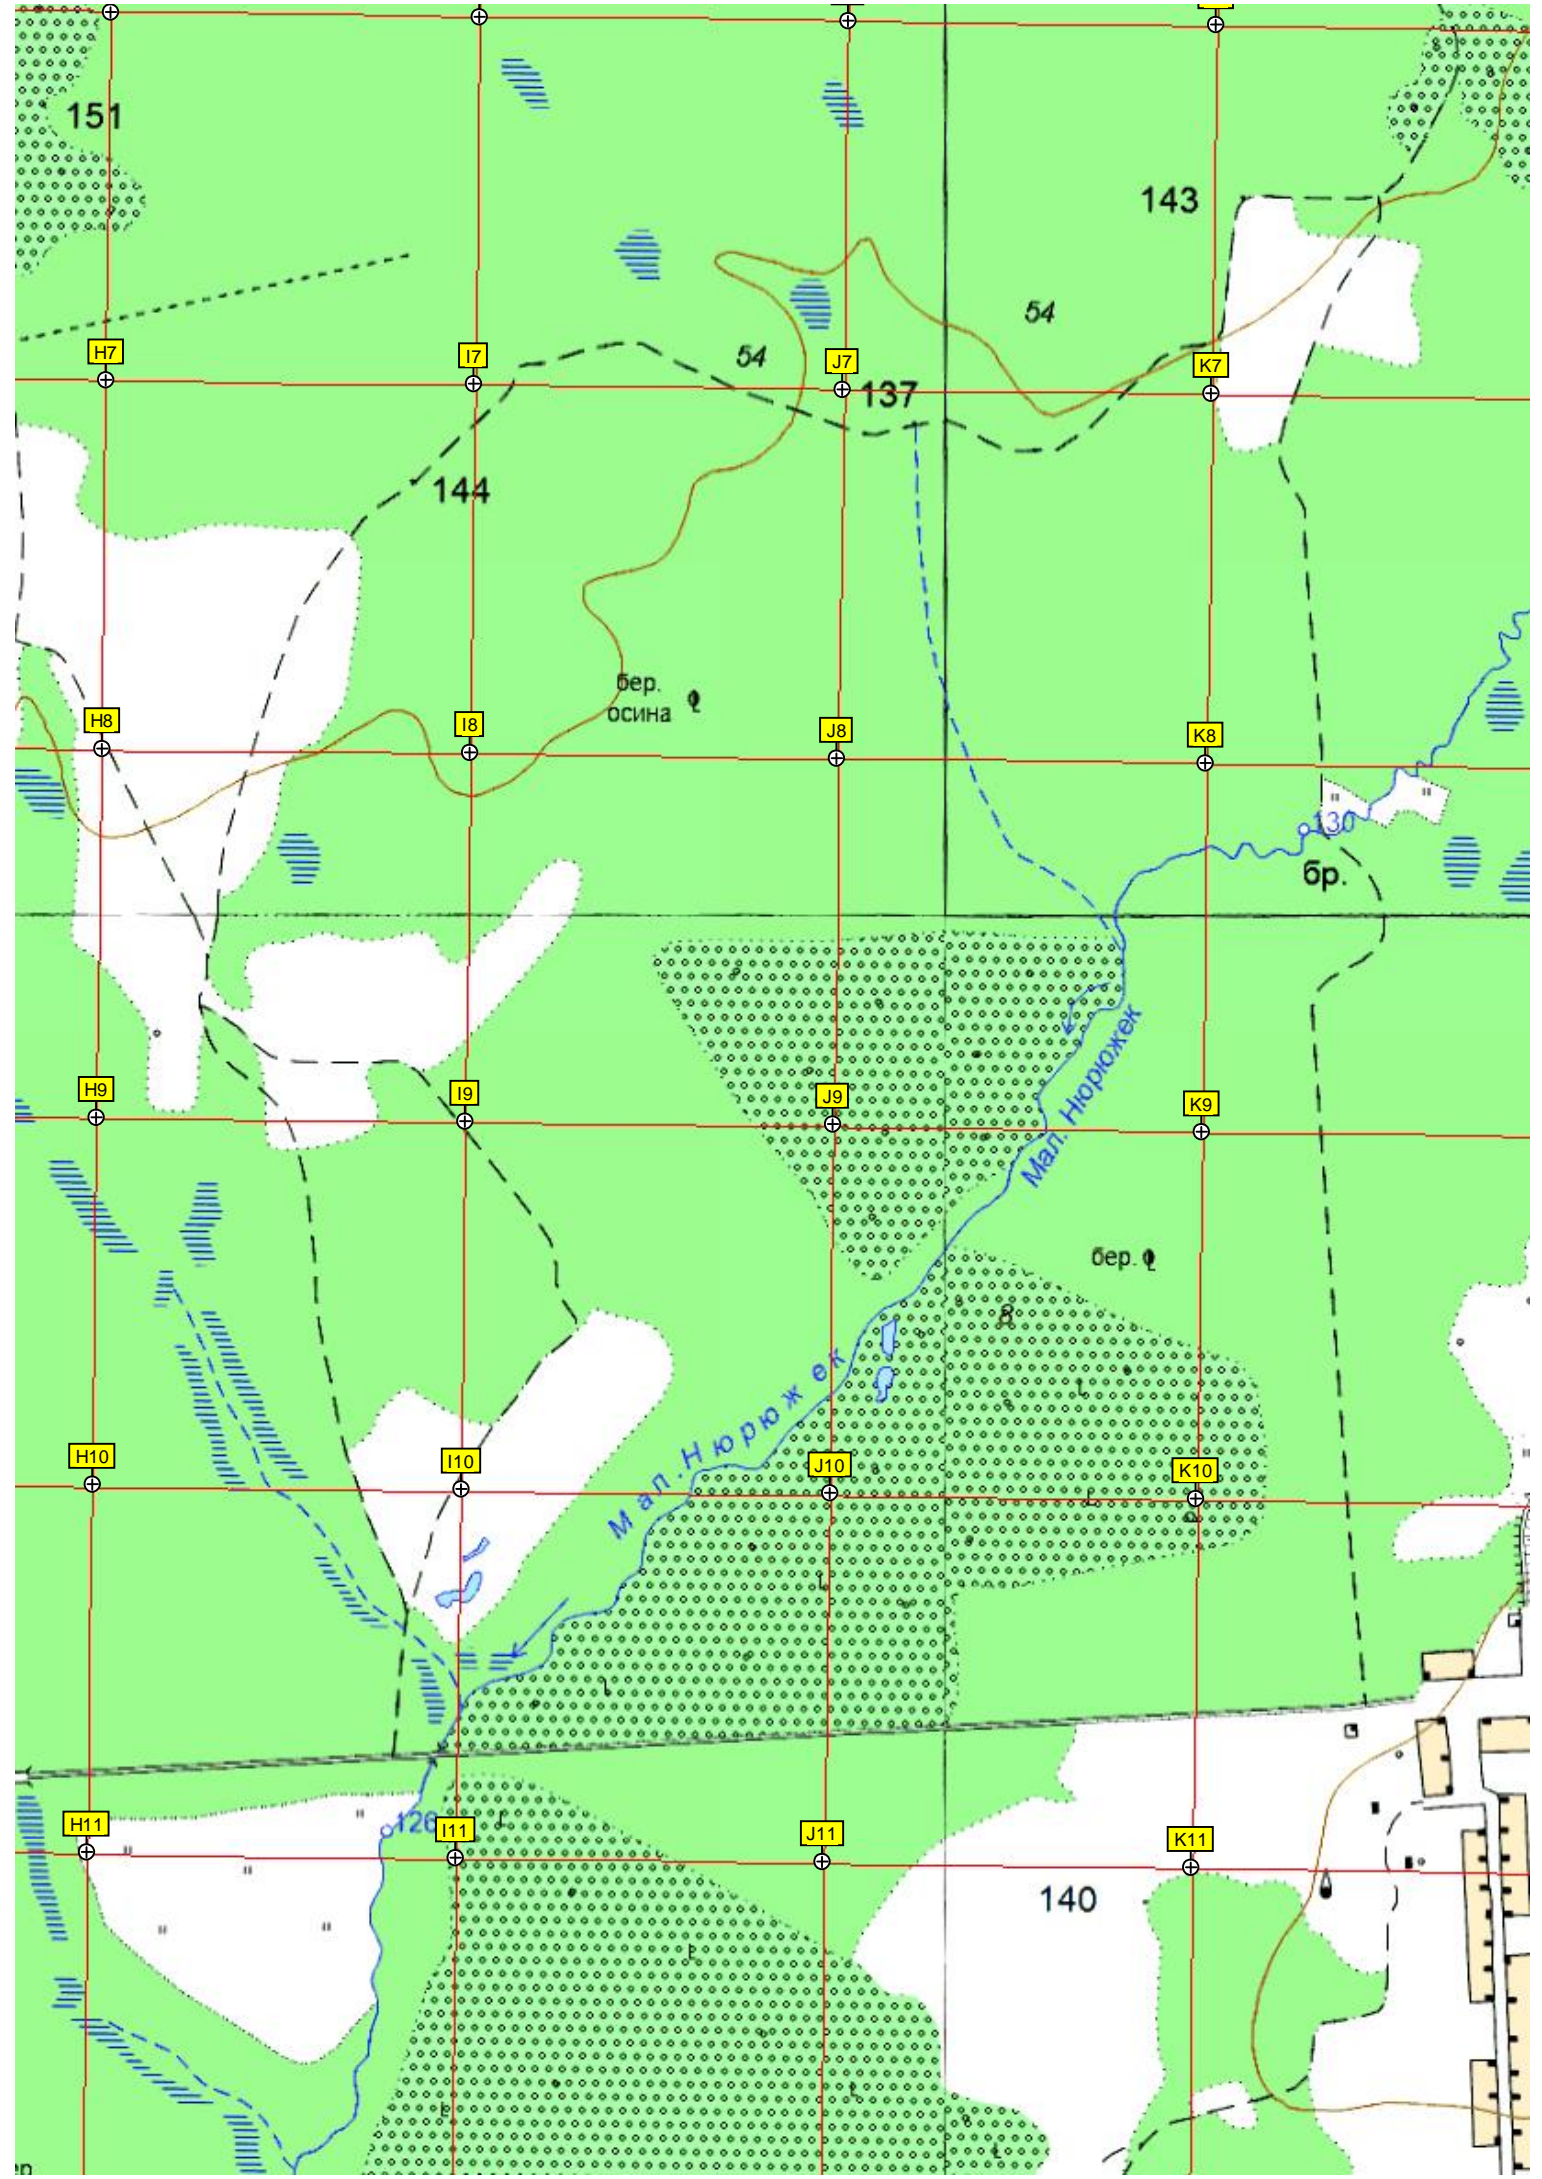 151
143
54
H7
I7
54
J7
137
K7
144
бер.
осина
H8
I8
J8
K8
130
бр.
Мал. Нюрюжек
H9
I9
J9
K9
бер.
Мал. Нюрюжек
H10
I10
J10
K10
H11
126
I11
J11
K11
140
ер